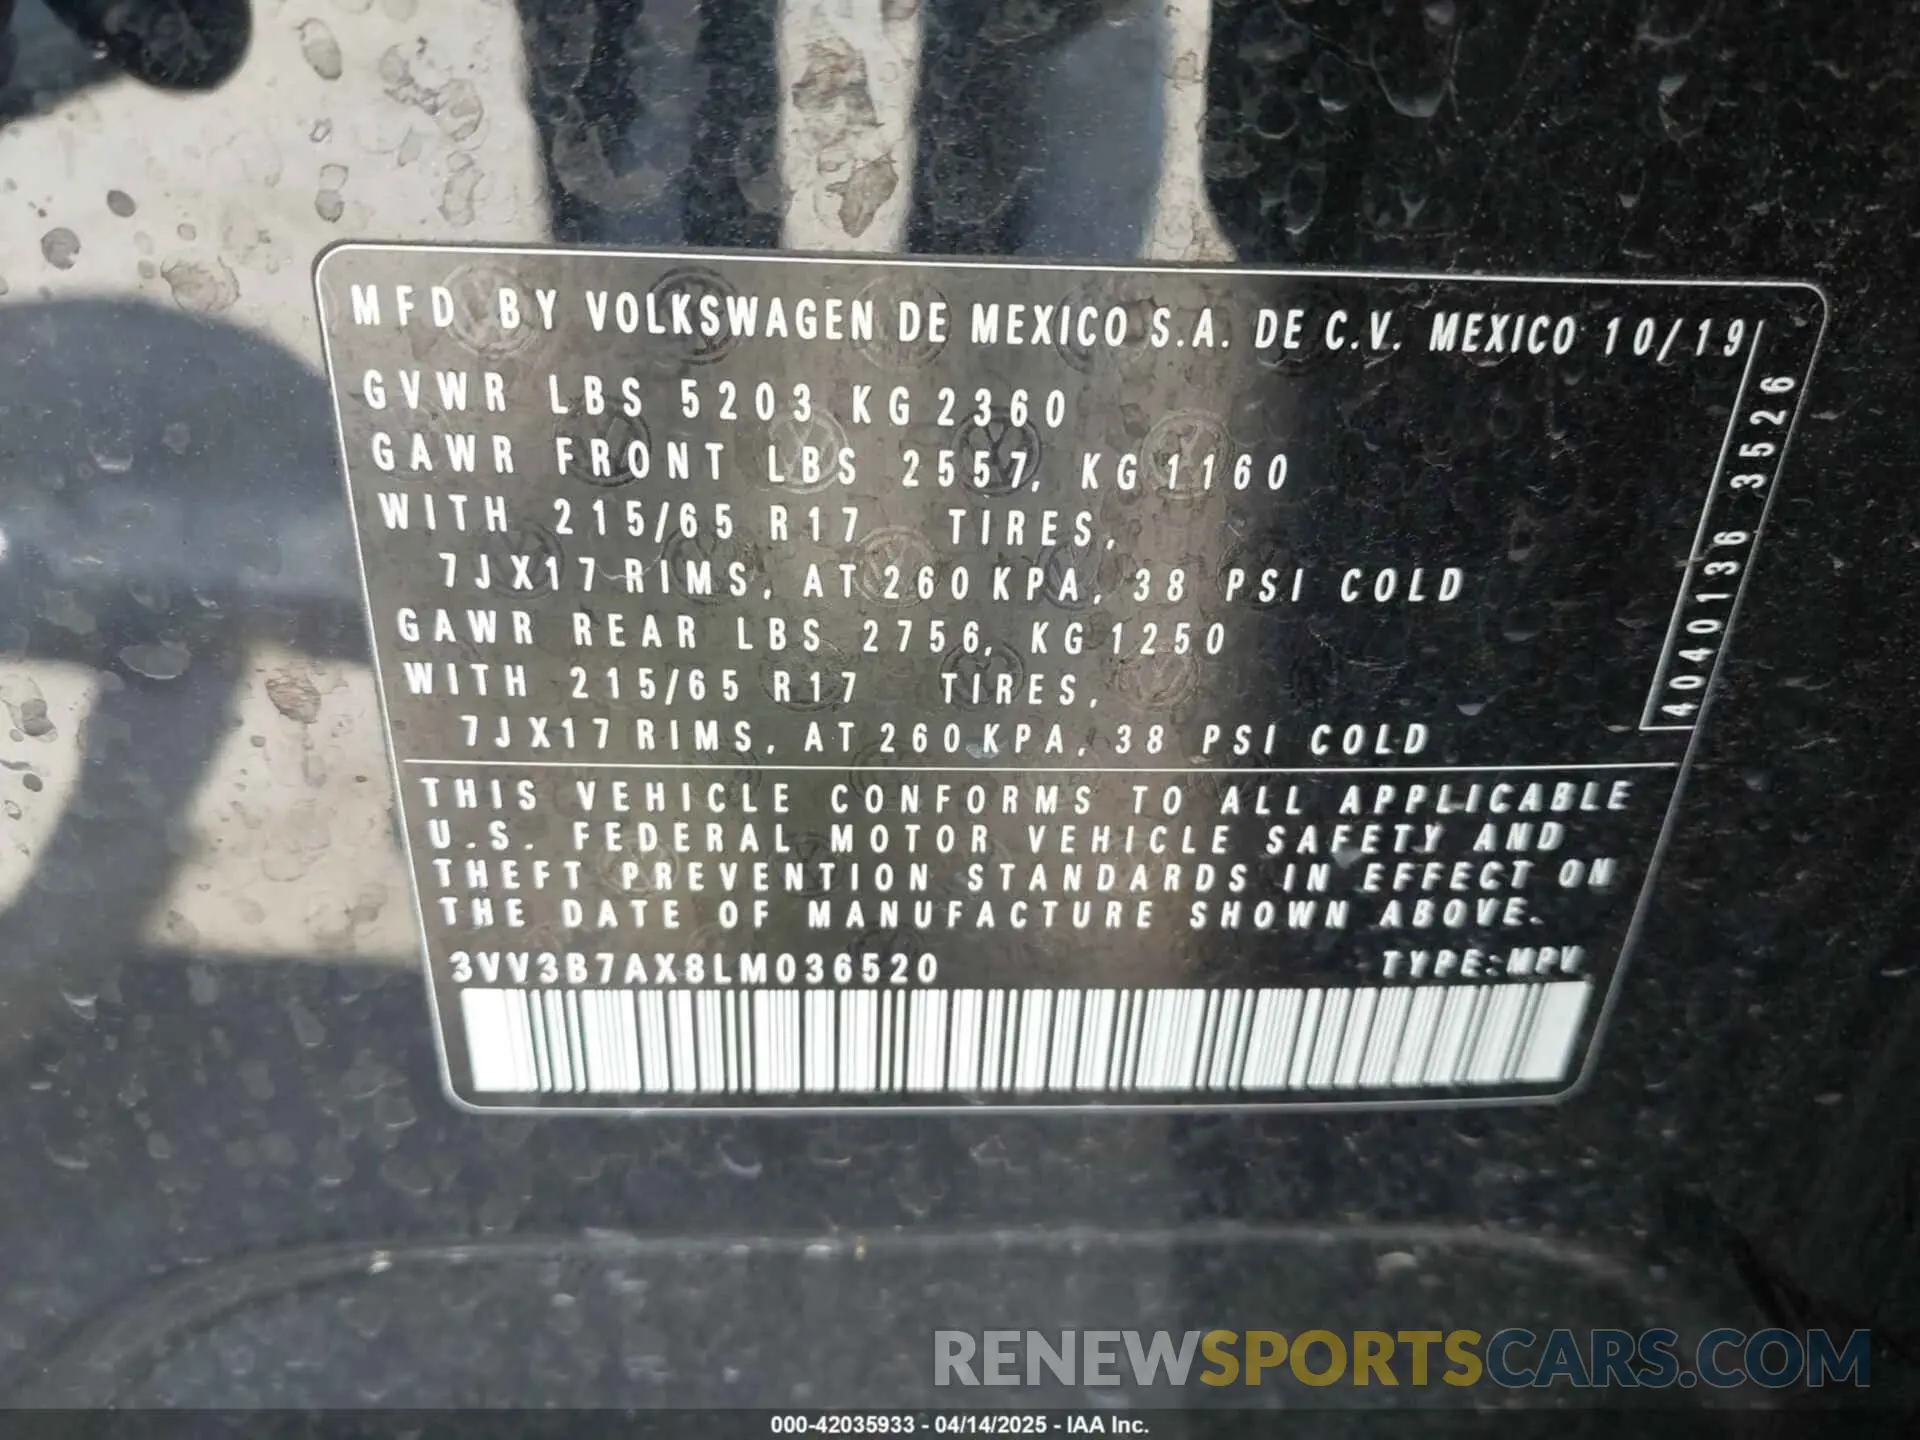 MFD BY VOLKSWAGEN DE MEXICO S.A. DE C.V. MEXICO 10/19
GVWR LBS 5203 KG 2360
GAWR FRONT LBS 2557, KG 1160
WITH 215/65 R17 TIRES,
7JX17 RIMS, AT 260 KPA, 38 PSI COLD
GAWR REAR LBS 2756, KG 1250
WITH 215/65 R17 TIRES,
7JX17 RIMS, AT 260 KPA, 38 PSI COLD
4040136 3526
THIS VEHICLE CONFORMS TO ALL APPLICABLE
U.S. FEDERAL MOTOR VEHICLE SAFETY AND
THEFT PREVENTION STANDARDS IN EFFECT ON
THE DATE OF MANUFACTURE SHOWN ABOVE.
3VV3B7AX8LM036520 TYPE: MPV
RENEWSPORTSCARS.COM
000-42035933 - 04/14/2025 - IAA Inc.